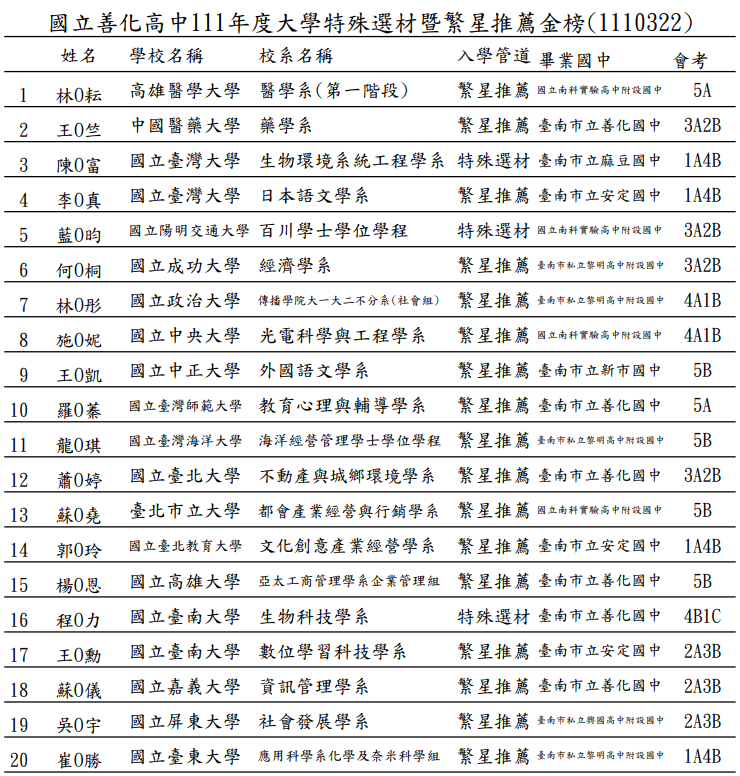 國立善化高中111年度大學特殊選材暨繁星推薦金榜(1110322)
姓名 學校名稱 校系名稱 入學管道 畢業國中 會考
1 林O耘 高雄醫學大學 醫學系(第一階段) 繁星推薦 國立南科實驗高中附設國中 5A
2 王O竺 中國醫藥大學 藥學系 繁星推薦 臺南市立善化國中 3A2B
3 陳O富 國立臺灣大學 生物環境系統工程學系 特殊選材 臺南市立麻豆國中 1A4B
4 李O真 國立臺灣大學 日本語文學系 繁星推薦 臺南市立安定國中 1A4B
5 藍O昀 國立陽明交通大學 百川學士學位學程 特殊選材 國立南科實驗高中附設國中 3A2B
6 何O桐 國立成功大學 經濟學系 繁星推薦 臺南市私立黎明高中附設國中 3A2B
7 林O彤 國立政治大學 傳播學院大一大二不分系(社會組) 繁星推薦 臺南市私立黎明高中附設國中 4A1B
8 施O妮 國立中央大學 光電科學與工程學系 繁星推薦 國立南科實驗高中附設國中 4A1B
9 王O凱 國立中正大學 外國語文學系 繁星推薦 臺南市立新市國中 5B
10 羅O蓁 國立臺灣師範大學 教育心理與輔導學系 繁星推薦 臺南市立善化國中 5A
11 龍O琪 國立臺灣海洋大學 海洋經營管理學士學位學程 繁星推薦 臺南市私立黎明高中附設國中 5B
12 蕭O婷 國立臺北大學 不動產與城鄉環境學系 繁星推薦 臺南市立善化國中 3A2B
13 蘇O堯 臺北市立大學 都會產業經營與行銷學系 繁星推薦 國立南科實驗高中附設國中 5B
14 郭O玲 國立臺北教育大學 文化創意產業經營學系 繁星推薦 臺南市立安定國中 1A4B
15 楊O恩 國立高雄大學 亞太工商管理學系企業管理組 繁星推薦 臺南市立善化國中 5B
16 程O力 國立臺南大學 生物科技學系 特殊選材 臺南市立善化國中 4B1C
17 王O勳 國立臺南大學 數位學習科技學系 繁星推薦 臺南市立安定國中 2A3B
18 蘇O儀 國立嘉義大學 資訊管理學系 繁星推薦 臺南市立善化國中 2A3B
19 吳O宇 國立屏東大學 社會發展學系 繁星推薦 臺南市私立興國高中附設國中 2A3B
20 崔O勝 國立臺東大學 應用科學系化學及奈米科學組 繁星推薦 臺南市私立黎明高中附設國中 1A4B